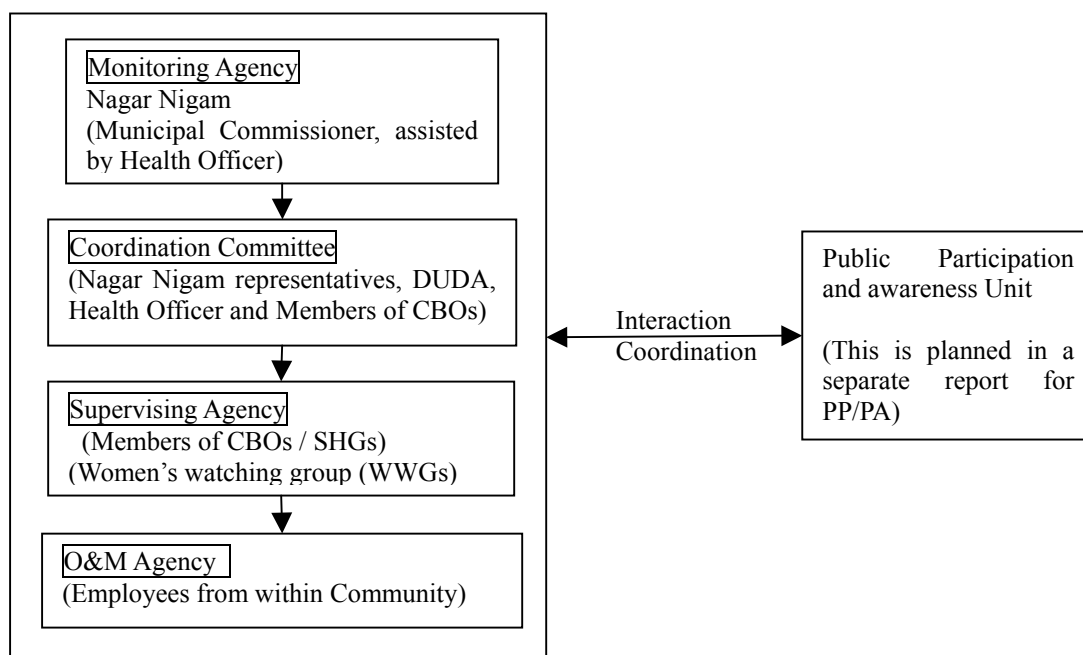 Monitoring Agency
Nagar Nigam
(Municipal Commissioner, assisted
by Health Officer)
Coordination Committee
(Nagar Nigam representatives, DUDA,
Health Officer and Members of CBOs)
Supervising Agency
(Members of CBOs / SHGs)
(Women's watching group (WWGs)
O&M Agency
(Employees from within Community)
Interaction
Coordination
Public Participation
and awareness Unit
(This is planned in a
separate report for
PP/PA)